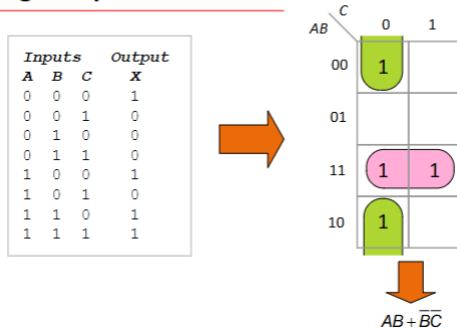 Inputs Output
A B C X
0 0 0 1
0 0 1 0
0 1 0 0
0 1 1 0
1 0 0 1
1 0 1 0
1 1 0 1
1 1 1 1
C
AB 0 1
00 1
01
11 1 1
10 1
AB + B̅C̅